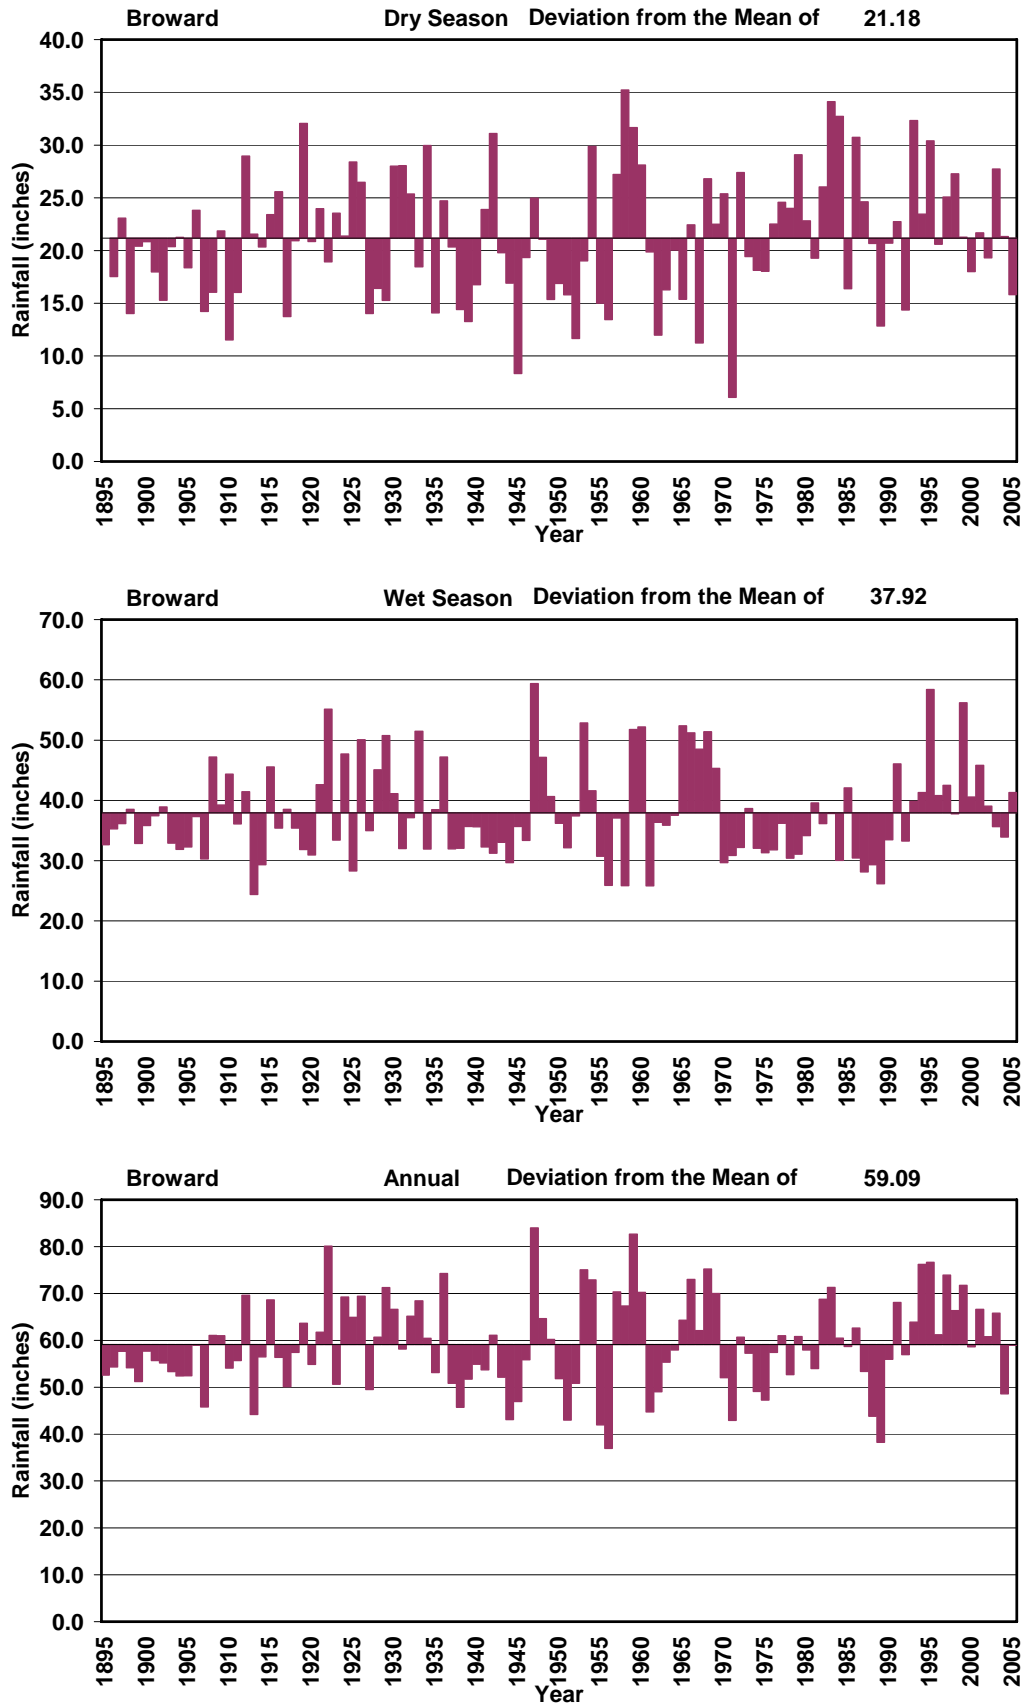 Broward Dry Season Deviation from the Mean of 21.18
40.0
35.0
30.0
25.0
20.0
15.0
10.0
5.0
0.0
Rainfall (inches)
1895 1900 1905 1910 1915 1920 1925 1930 1935 1940 1945 1950 1955 1960 1965 1970 1975 1980 1985 1990 1995 2000 2005
Year
Broward Wet Season Deviation from the Mean of 37.92
70.0
60.0
50.0
40.0
30.0
20.0
10.0
0.0
Rainfall (inches)
1895 1900 1905 1910 1915 1920 1925 1930 1935 1940 1945 1950 1955 1960 1965 1970 1975 1980 1985 1990 1995 2000 2005
Year
Broward Annual Deviation from the Mean of 59.09
90.0
80.0
70.0
60.0
50.0
40.0
30.0
20.0
10.0
0.0
Rainfall (inches)
1895 1900 1905 1910 1915 1920 1925 1930 1935 1940 1945 1950 1955 1960 1965 1970 1975 1980 1985 1990 1995 2000 2005
Year